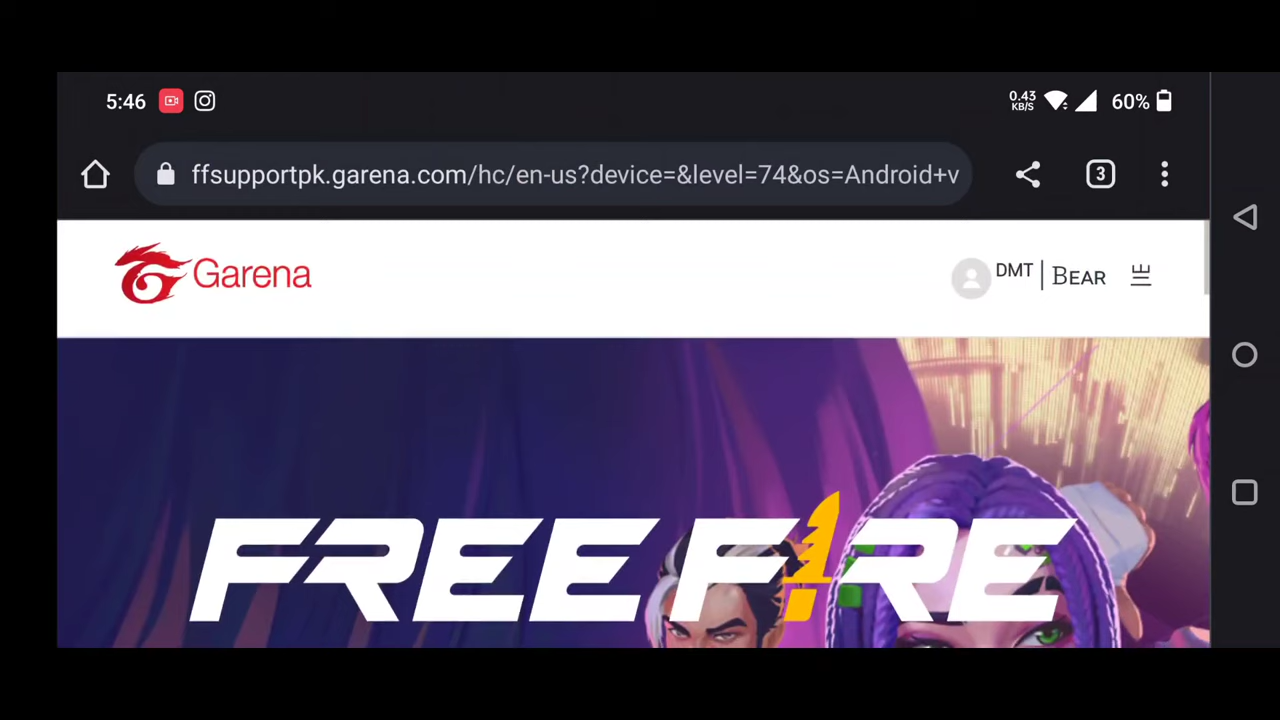 5:46
0.43
KB/S
60%
ffsupportpk.garena.com/hc/en-us?device=&level=74&os=Android+v
3
Garena
DMT | BEAR
FREE FIRE